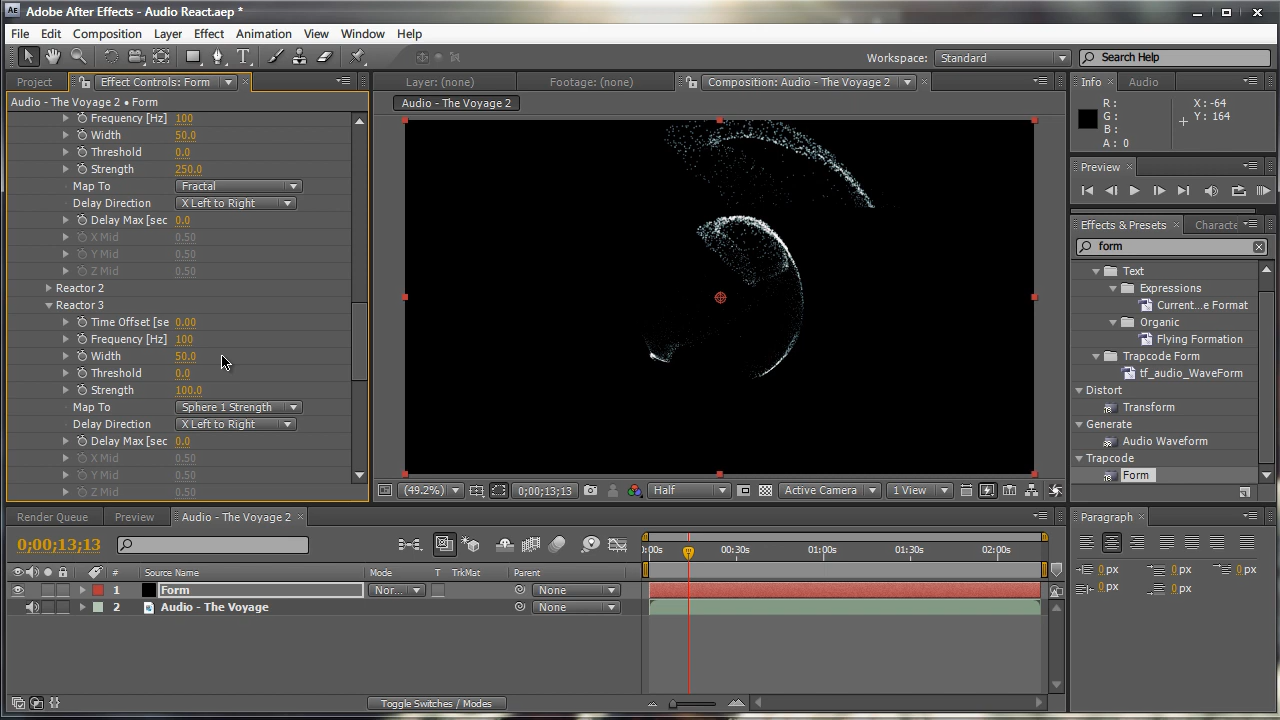 Adobe After Effects - Audio React.aep *
File Edit Composition Layer Effect Animation View Window Help
Workspace: Standard Search Help
Project Effect Controls: Form Layer: (none) Footage: (none) Composition: Audio - The Voyage 2 Info Audio
Audio - The Voyage 2 • Form
Audio - The Voyage 2
Frequency [Hz] 100
Width 50.0
Threshold 0.0
Strength 250.0
Map To Fractal
Delay Direction X Left to Right
Delay Max [sec 0.0
X Mid 0.50
Y Mid 0.50
Z Mid 0.50
Reactor 2
Reactor 3
Time Offset [se 0.00
Frequency [Hz] 100
Width 50.0
Threshold 0.0
Strength 100.0
Map To Sphere 1 Strength
Delay Direction X Left to Right
Delay Max [sec 0.0
X Mid 0.50
Y Mid 0.50
Z Mid 0.50
(49.2%) 0;00;13;13 Half Active Camera 1 View
R :
G :
B :
A : 0
X : -64
Y : 164
Preview
Effects & Presets Characte
form
Text
Expressions
Current...e Format
Organic
Flying Formation
Trapcode Form
tf_audio_WaveForm
Distort
Transform
Generate
Audio Waveform
Trapcode
Form
Render Queue Preview Audio - The Voyage 2
0;00;13;13
:00s 00:30s 01:00s 01:30s 02:00s
# Source Name Mode T TrkMat Parent
1 Form Nor... None
2 Audio - The Voyage None
Toggle Switches / Modes
Paragraph
0 px 0 px 0 px
0 px 0 px